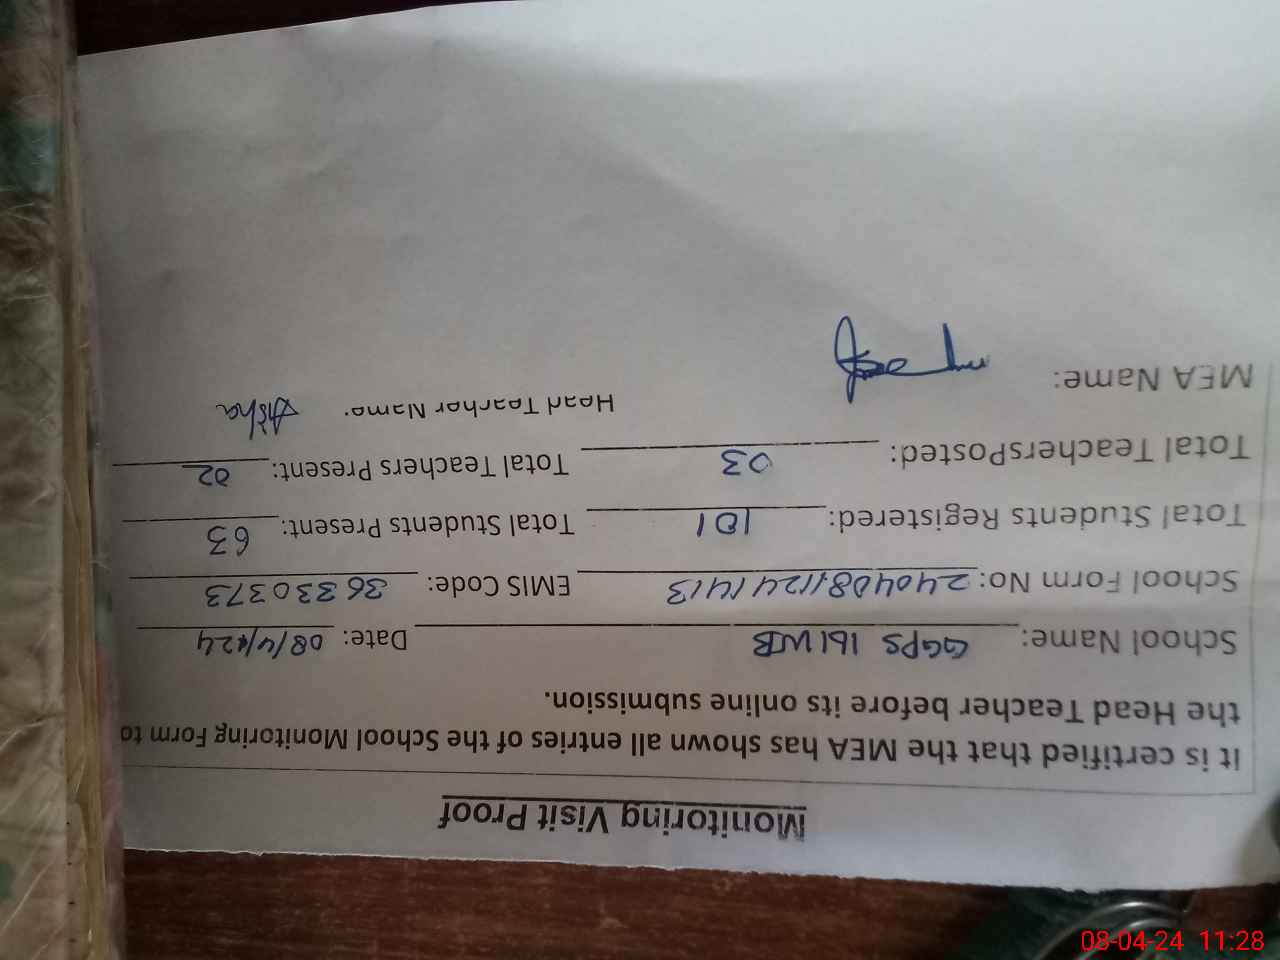 Monitoring Visit Proof
It is certified that the MEA has shown all entries of the School Monitoring Form to
the Head Teacher before its online submission.
School Name: GGPS 161 WB Date: 08/4/24
School Form No: 240408112411413 EMIS Code: 36330373
Total Students Registered: 101 Total Students Present: 63
Total TeachersPosted: 03 Total Teachers Present: 02
MEA Name: Head Teacher Name: Aisha
08-04-24 11:28